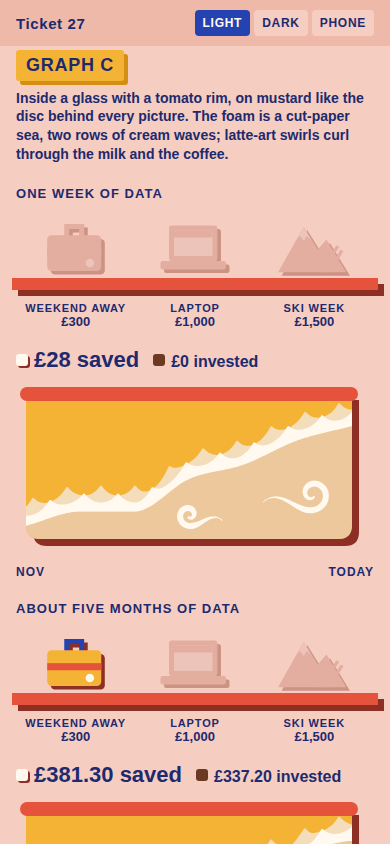 Ticket 27
LIGHT DARK PHONE
GRAPH C
Inside a glass with a tomato rim, on mustard like the
disc behind every picture. The foam is a cut-paper
sea, two rows of cream waves; latte-art swirls curl
through the milk and the coffee.
ONE WEEK OF DATA
WEEKEND AWAY LAPTOP SKI WEEK
£300 £1,000 £1,500
£28 saved £0 invested
NOV TODAY
ABOUT FIVE MONTHS OF DATA
WEEKEND AWAY LAPTOP SKI WEEK
£300 £1,000 £1,500
£381.30 saved £337.20 invested